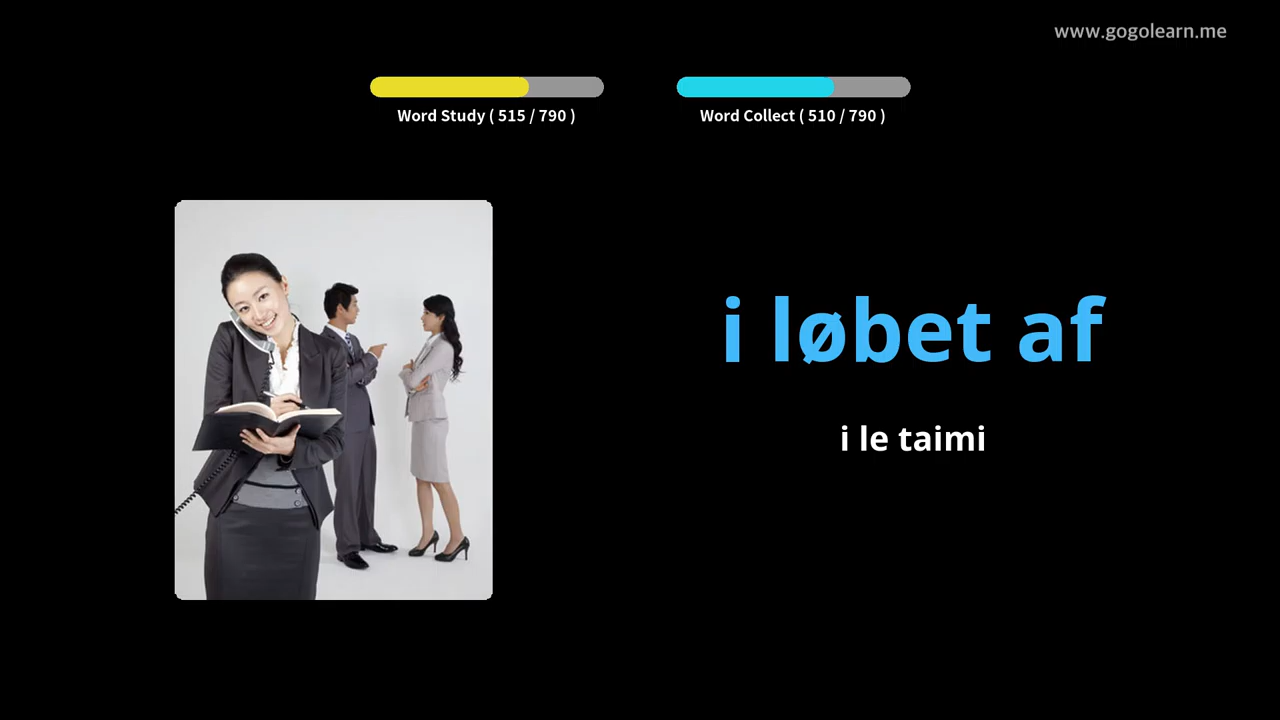 www.gogolearn.me
Word Study ( 515 / 790 )
Word Collect ( 510 / 790 )
i løbet af
i le taimi